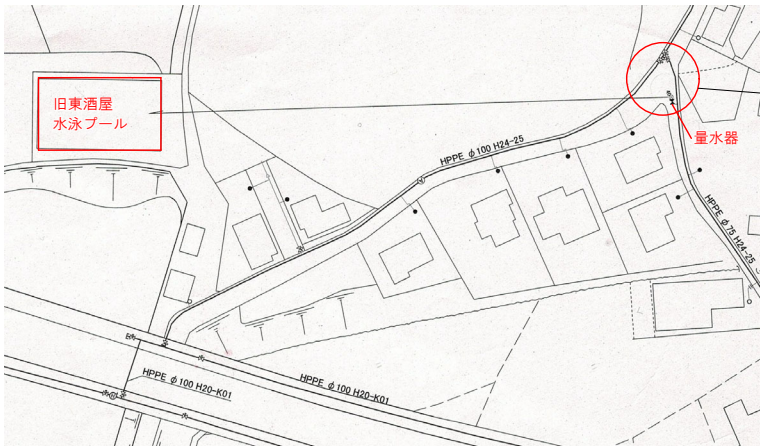 旧東酒屋
水泳プール
量水器
HPPE φ100 H24-25
HPPE φ75 H24-25
HPPE φ100 H20-K01
HPPE φ100 H20-K01